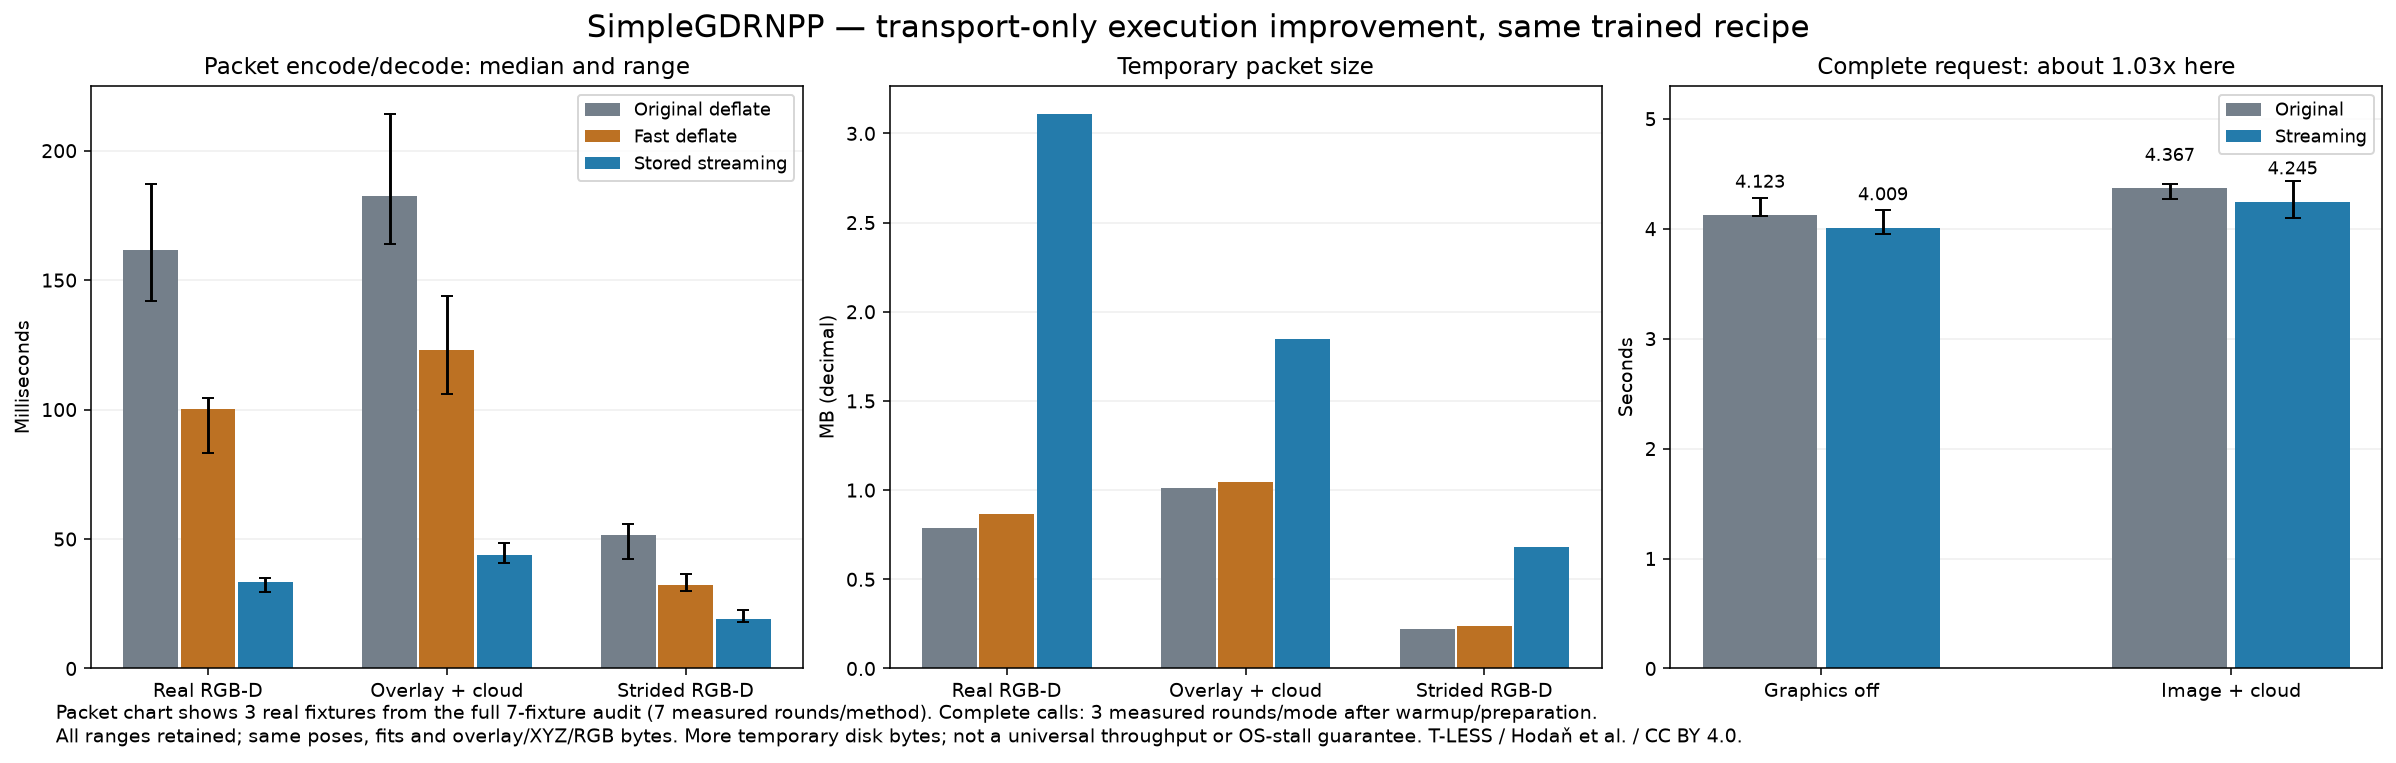 SimpleGDRNPP — transport-only execution improvement, same trained recipe
Packet encode/decode: median and range
Milliseconds
200
150
100
50
0
Original deflate
Fast deflate
Stored streaming
Real RGB-D
Overlay + cloud
Strided RGB-D
Temporary packet size
MB (decimal)
3.0
2.5
2.0
1.5
1.0
0.5
0.0
Real RGB-D
Overlay + cloud
Strided RGB-D
Complete request: about 1.03x here
Seconds
5
4
3
2
1
0
Original
Streaming
4.123
4.009
4.367
4.245
Graphics off
Image + cloud
Packet chart shows 3 real fixtures from the full 7-fixture audit (7 measured rounds/method). Complete calls: 3 measured rounds/mode after warmup/preparation.
All ranges retained; same poses, fits and overlay/XYZ/RGB bytes. More temporary disk bytes; not a universal throughput or OS-stall guarantee. T-LESS / Hodaň et al. / CC BY 4.0.